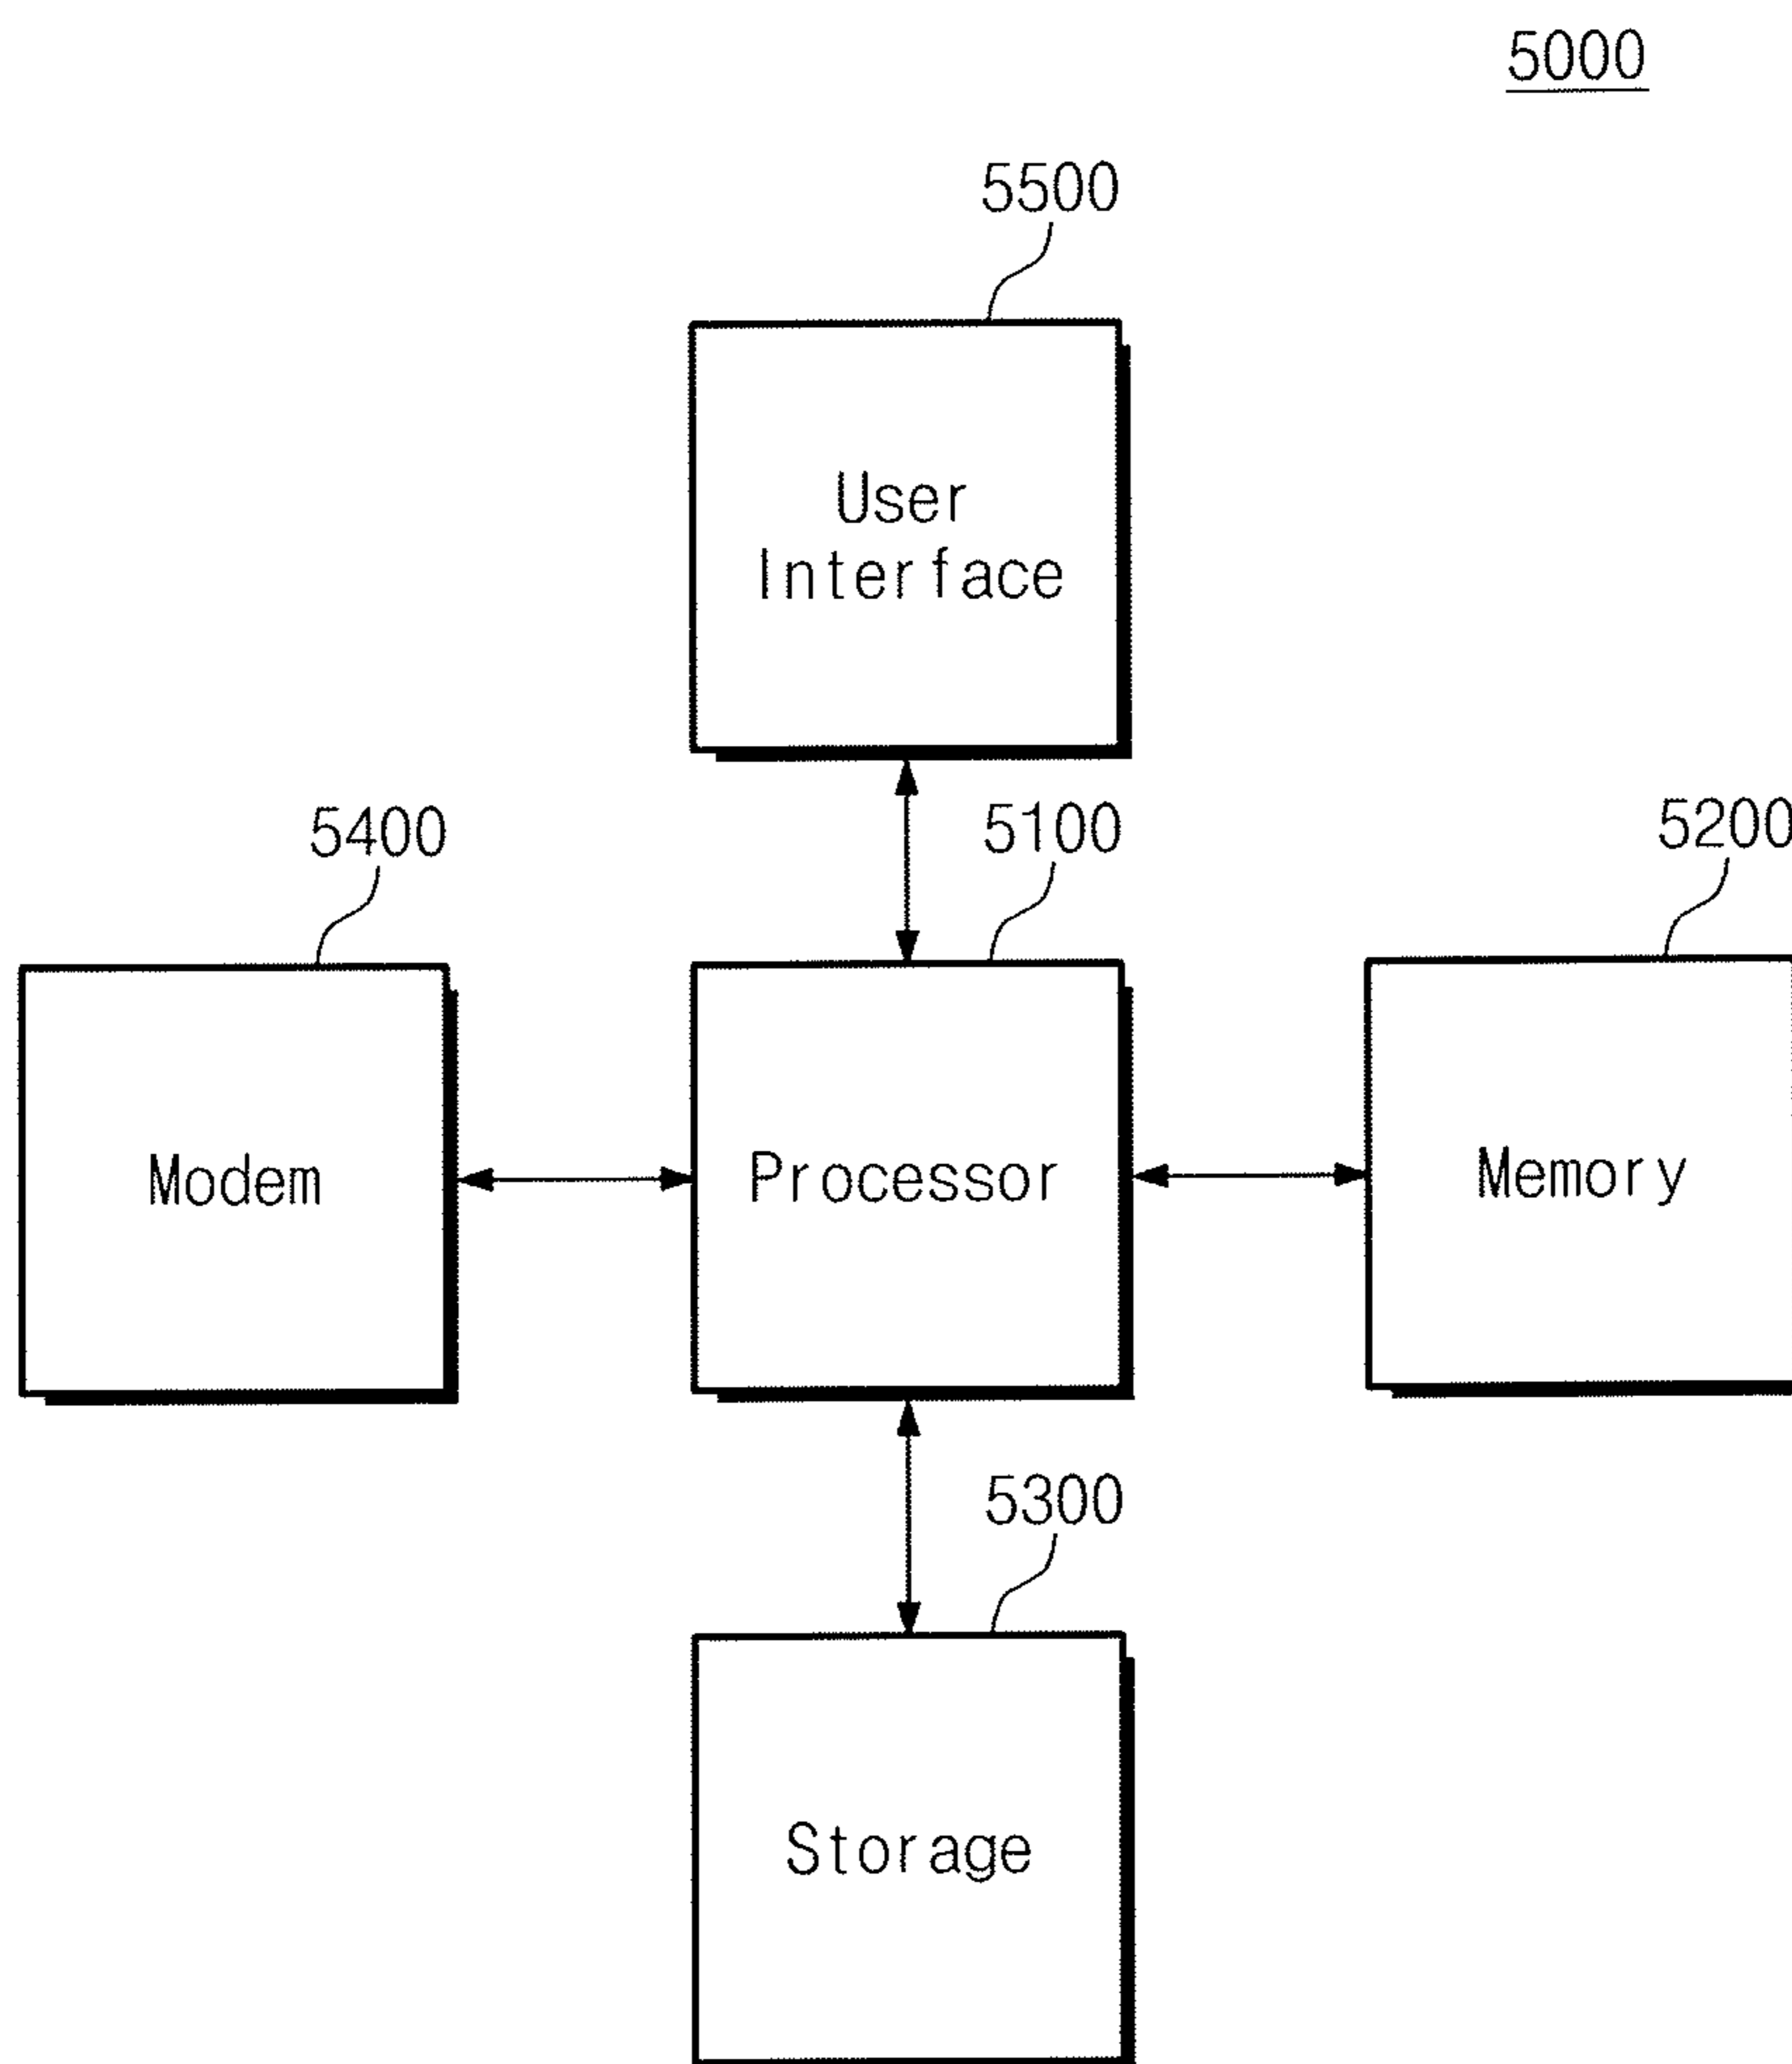 5000
5500
User
Interface
5400
5100
5200
Modem
Processor
Memory
5300
Storage